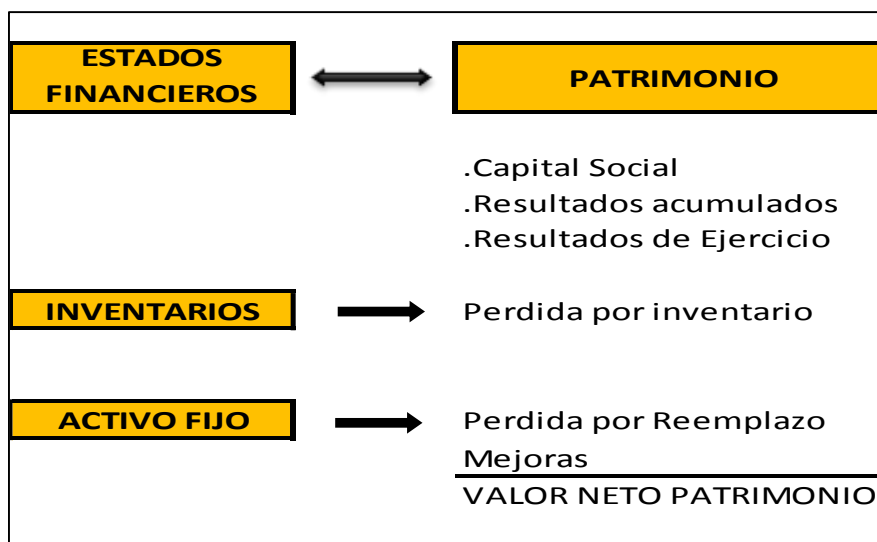 ESTADOS
FINANCIEROS
PATRIMONIO
.Capital Social
.Resultados acumulados
.Resultados de Ejercicio
INVENTARIOS
Perdida por inventario
ACTIVO FIJO
Perdida por Reemplazo
Mejoras
VALOR NETO PATRIMONIO